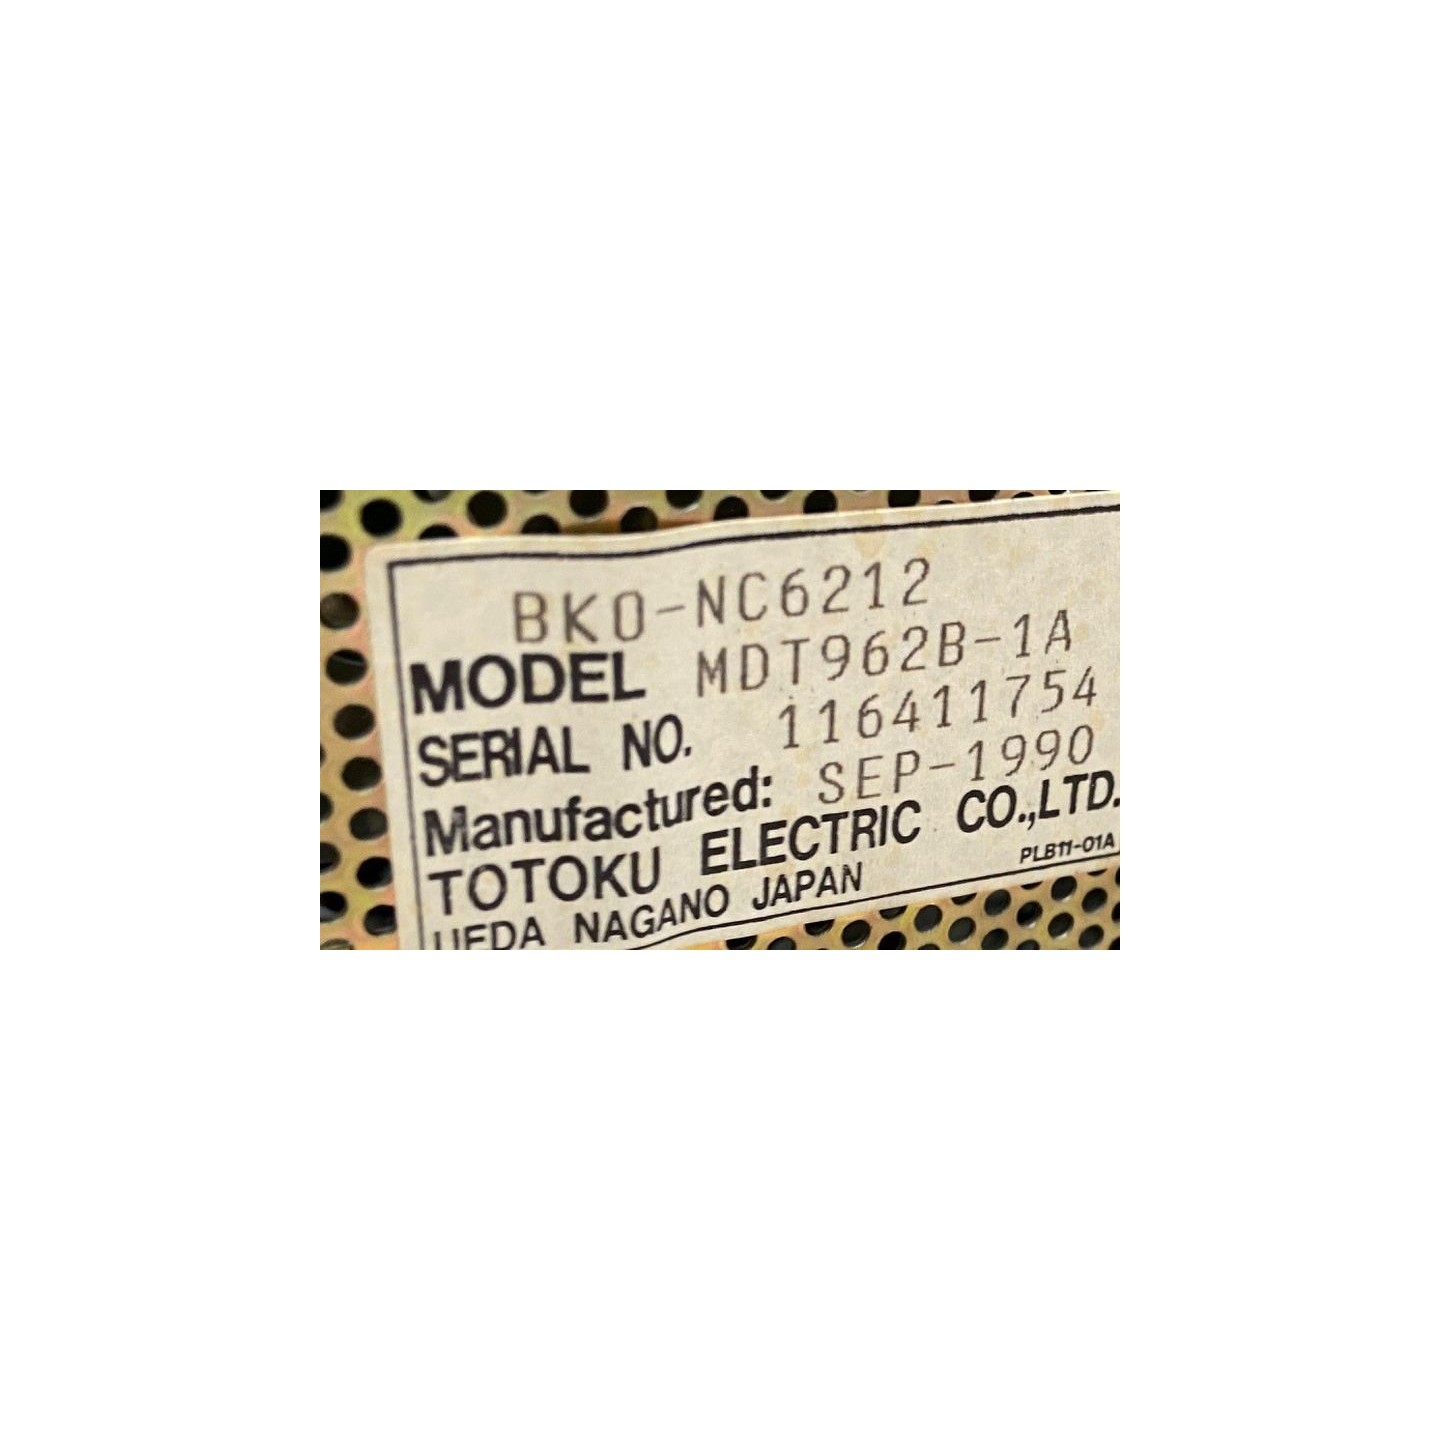 BKO-NC6212
MODEL MDT962B-1A
SERIAL NO. 116411754
Manufactured: SEP-1990
TOTOKU ELECTRIC CO.,LTD.
UEDA NAGANO JAPAN
PLB11-01A